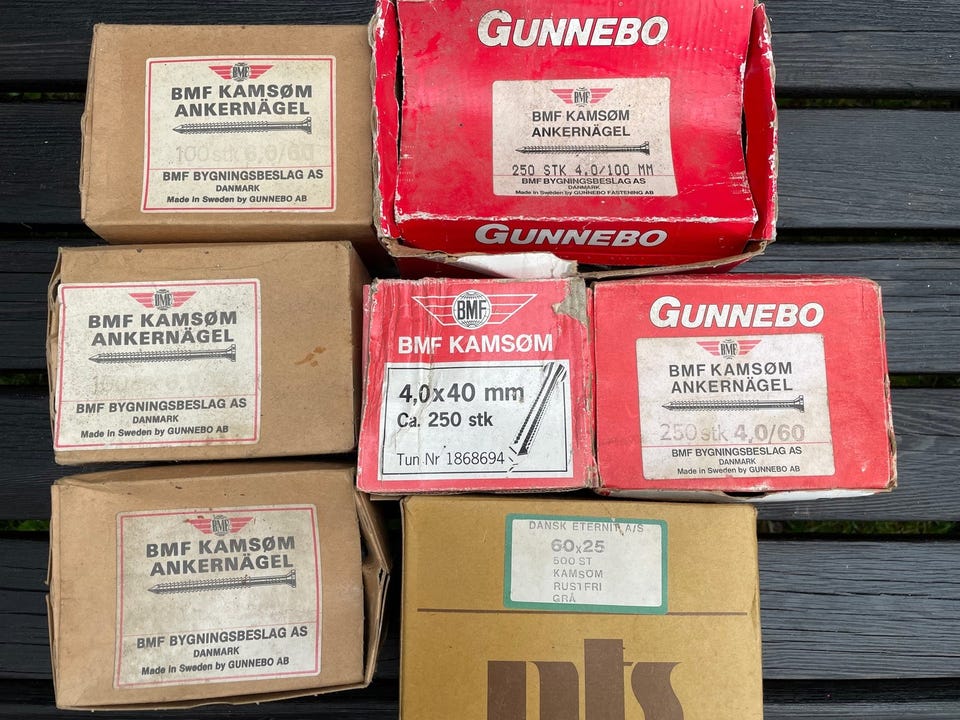 BMF
BMF KAMSØM
ANKERNÄGEL
100 stk 6,0/60
BMF BYGNINGSBESLAG AS
DANMARK
Made in Sweden by GUNNEBO AB
GUNNEBO
BMF
BMF KAMSØM
ANKERNÄGEL
250 STK 4,0/100 MM
BMF BYGNINGSBESLAG AS
DANMARK
Made in Sweden by GUNNEBO FASTENING AB
GUNNEBO
BMF
BMF KAMSØM
ANKERNÄGEL
100 stk
BMF BYGNINGSBESLAG AS
DANMARK
Made in Sweden by GUNNEBO AB
BMF
BMF KAMSØM
4,0x40 mm
Ca. 250 stk
Tun Nr 1868694
GUNNEBO
BMF
BMF KAMSØM
ANKERNÄGEL
250 stk 4,0/60
BMF BYGNINGSBESLAG AS
DANMARK
Made in Sweden by GUNNEBO AB
BMF
BMF KAMSØM
ANKERNÄGEL
BMF BYGNINGSBESLAG AS
DANMARK
Made in Sweden by GUNNEBO AB
DANSK ETERNIT A/S
60x25
500 ST
KAMSOM
RUSTFRI
GRÅ
nts